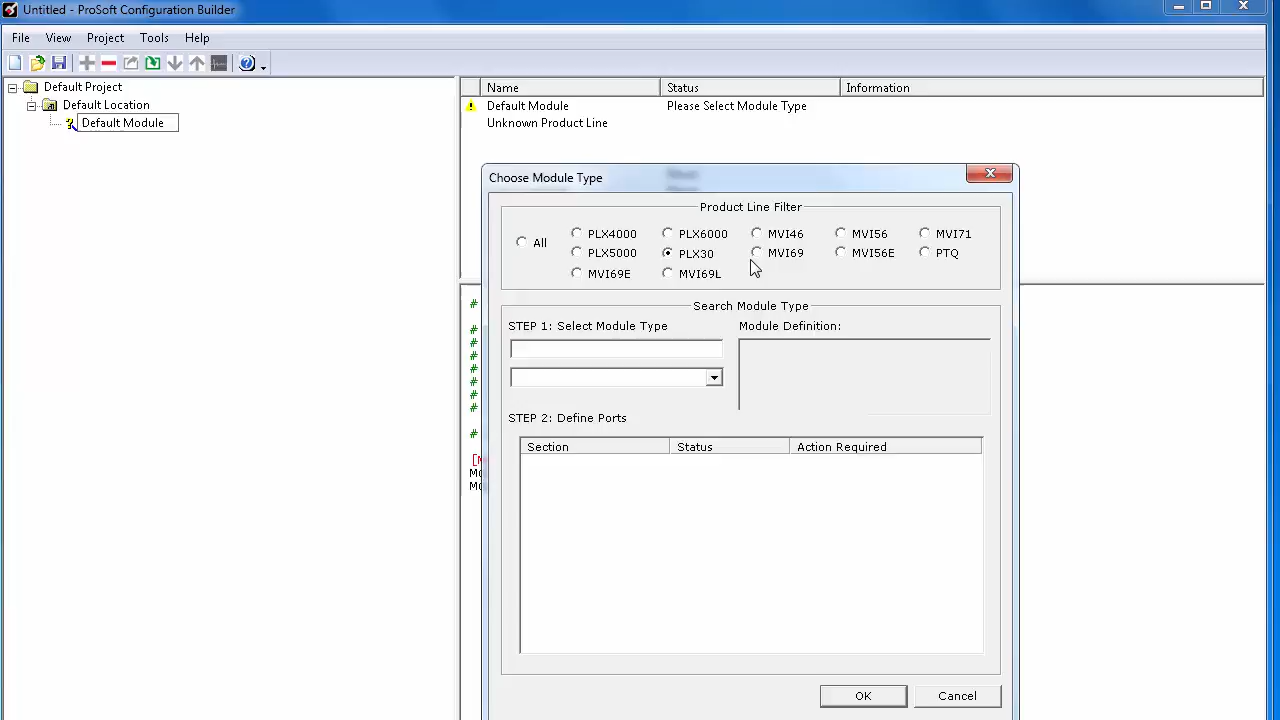 Untitled - ProSoft Configuration Builder
File View Project Tools Help
Default Project
Default Location
Default Module
Name Status Information
Default Module Please Select Module Type
Unknown Product Line
Choose Module Type
Product Line Filter
All
PLX4000 PLX6000 MVI46 MVI56 MVI71
PLX5000 PLX30 MVI69 MVI56E PTQ
MVI69E MVI69L
Search Module Type
STEP 1: Select Module Type Module Definition:
STEP 2: Define Ports
Section Status Action Required
#
#
#
#
#
#
#
#
#
OK Cancel